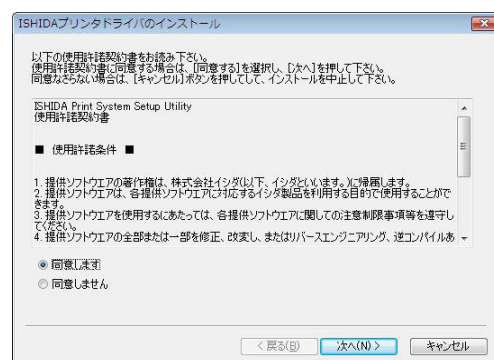 ISHIDAプリンタドライバのインストール
以下の使用許諾契約書をお読み下さい。
使用許諾契約書に同意する場合は、[同意する]を選択し、[次へ]を押して下さい。
同意なさらない場合は、[キャンセル]ボタンを押してして、インストールを中止して下さい。
ISHIDA Print System Setup Utility
使用許諾契約書
■ 使用許諾条件 ■
1. 提供ソフトウエアの著作権は、株式会社イシダ(以下、イシダといいます。)に帰属します。
2. 提供ソフトウエアは、各提供ソフトウエアに対応するイシダ製品を利用する目的で使用することがで
きます。
3. 提供ソフトウエアを使用するにあたっては、各提供ソフトウエアに関しての注意制限事項等を遵守し
てください。
4. 提供ソフトウエアの全部または一部を修正、改変し、またはリバースエンジニアリング、逆コンパイルあ
同意します
同意しません
< 戻る(B)
次へ(N) >
キャンセル